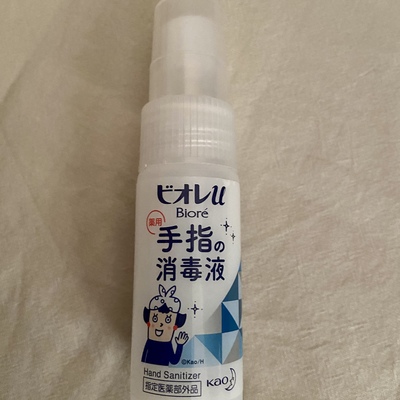 ビオレu
Bioré
薬用
手指の
消毒液
©Kao/H
Hand Sanitizer
指定医薬部外品
Kao